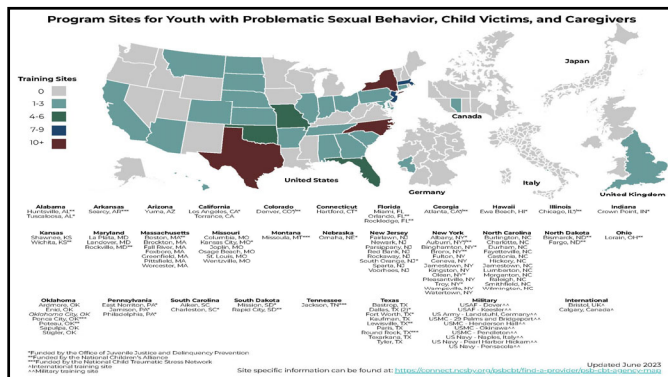 Program Sites for Youth with Problematic Sexual Behavior, Child Victims, and Caregivers
Training Sites
0
1-3
4-6
7-9
10+
Japan
Canada
United States
Germany
Italy
United Kingdom
Alabama
Huntsville, AL**
Tuscaloosa, AL*
Arkansas
Searcy, AR***
Arizona
Yuma, AZ
California
Los Angeles, CA*
Torrance, CA
Colorado
Denver, CO*/**
Connecticut
Hartford, CT*
Florida
Miami, FL
Orlando, FL**
Rockledge, FL**
Georgia
Atlanta, GA*/**
Hawaii
Ewa Beach, HI*
Illinois
Chicago, IL*/**
Indiana
Crown Point, IN*
Kansas
Shawnee, KS
Wichita, KS**
Maryland
La Plata, MD
Landover, MD
Rockville, MD**
Massachusetts
Boston, MA**
Brockton, MA
Fall River, MA
Fiskdale, MA
Greenfield, MA
Pittsfield, MA
Worcester, MA
Missouri
Columbia, MO
Kansas City, MO*
Joplin, MO
Osage Beach, MO
St. Louis, MO
Wentzville, MO
Montana
Missoula, MT***
Nebraska
Omaha, NE*
New Jersey
Fairlawn, NJ
Newark, NJ
Parsippany, NJ
Red Bank, NJ
Rockaway, NJ
South Orange, NJ*
Sparta, NJ
Voorhees, NJ
New York
Albany, NY*
Auburn, NY*/**
Binghamton, NY*
Bronx, NY**
Fulton, NY
Geneva, NY
Jamestown, NY
Kingston, NY
Olean, NY*
Pleasantville, NY
Troy, NY*
Wampsville, NY
Watertown, NY
North Carolina
Burlington, NC
Charlotte, NC
Durham, NC
Fayetteville, NC
Gastonia, NC
Hickory, NC
Jamestown, NC
Lumberton, NC
Morganton, NC
Raleigh, NC
Smithfield, NC
Wilmington, NC
North Dakota
Bismarck, ND**
Fargo, ND**
Ohio
Lorain, OH**
Oklahoma
Ardmore, OK
Enid, OK
Oklahoma City, OK
Ponca City, OK***
Poteau, OK**
Sapulpa, OK
Stigler, OK
Pennsylvania
East Norriton, PA*
Jamison, PA*
Philadelphia, PA*
South Carolina
Aiken, SC
Charleston, SC*
South Dakota
Mission, SD*
Rapid City, SD**
Tennessee
Jackson, TN***
Texas
Bastrop, TX
Dallas, TX (2)*
Fort Worth, TX*
Kaufman, TX
Lewisville, TX**
Paris, TX
Round Rock, TX***
Texarkana, TX
Tyler, TX
Military
USAF - Dover^^
USAF - Keesler^^
US Army - Landstuhl, Germany^^
USMC - 29 Palms and Bridgeport^^
USMC - Henderson Hall^^
USMC - Okinawa^^
USMC - Pendleton^^
US Navy - Naples, Italy^^
US Navy - Pearl Harbor Hickam^^
US Navy - Pensacola^^
International
Bristol, UK^
Calgary, Canada^
*Funded by the Office of Juvenile Justice and Delinquency Prevention
**Funded by the National Children's Alliance
***Funded by the National Child Traumatic Stress Network
^International training site
^^Military training site
Updated June 2023
Site specific information can be found at: https://connect.ncsby.org/psbcbt/find-a-provider/psb-cbt-agency-map